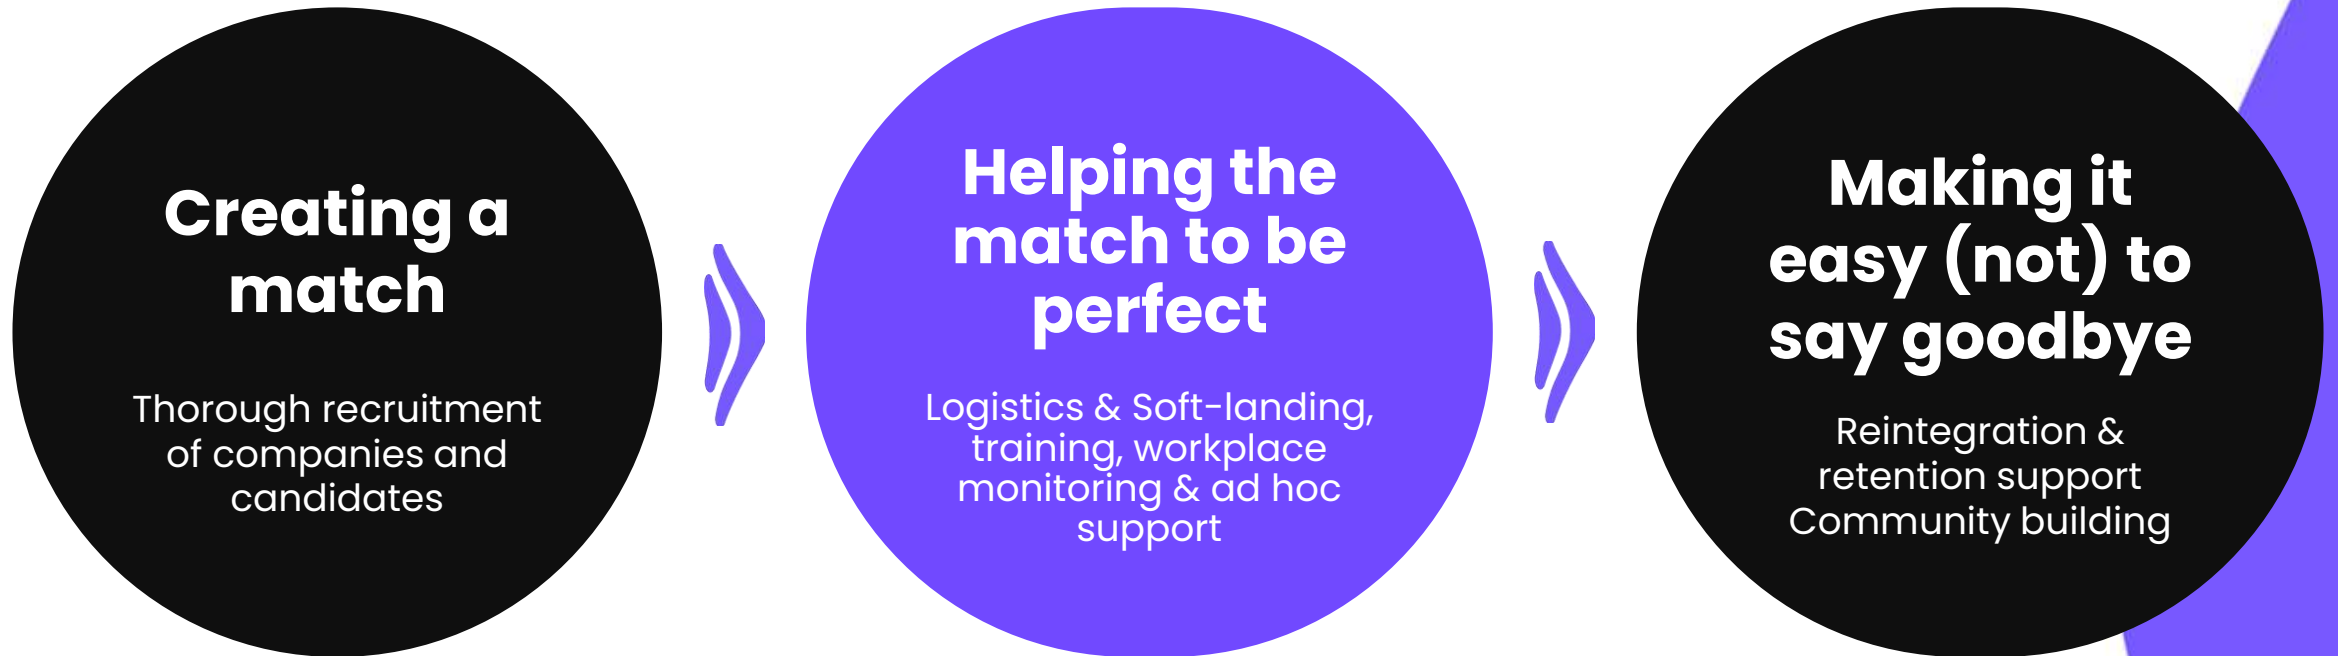 Creating a
match
Thorough recruitment
of companies and
candidates
Helping the
match to be
perfect
Logistics & Soft-landing,
training, workplace
monitoring & ad hoc
support
Making it
easy (not) to
say goodbye
Reintegration &
retention support
Community building